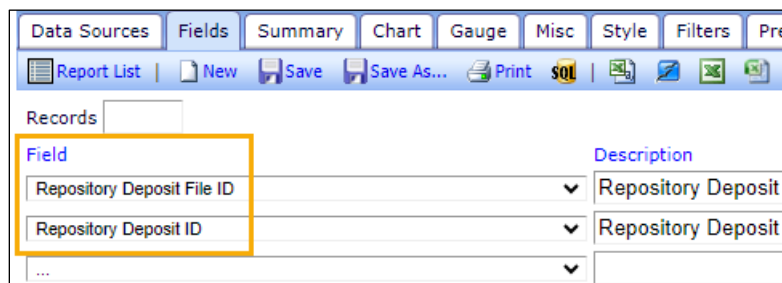 Data Sources Fields Summary Chart Gauge Misc Style Filters Pre
Report List | New Save Save As... Print SQL |
Records
Field Description
Repository Deposit File ID Repository Deposit
Repository Deposit ID Repository Deposit
...